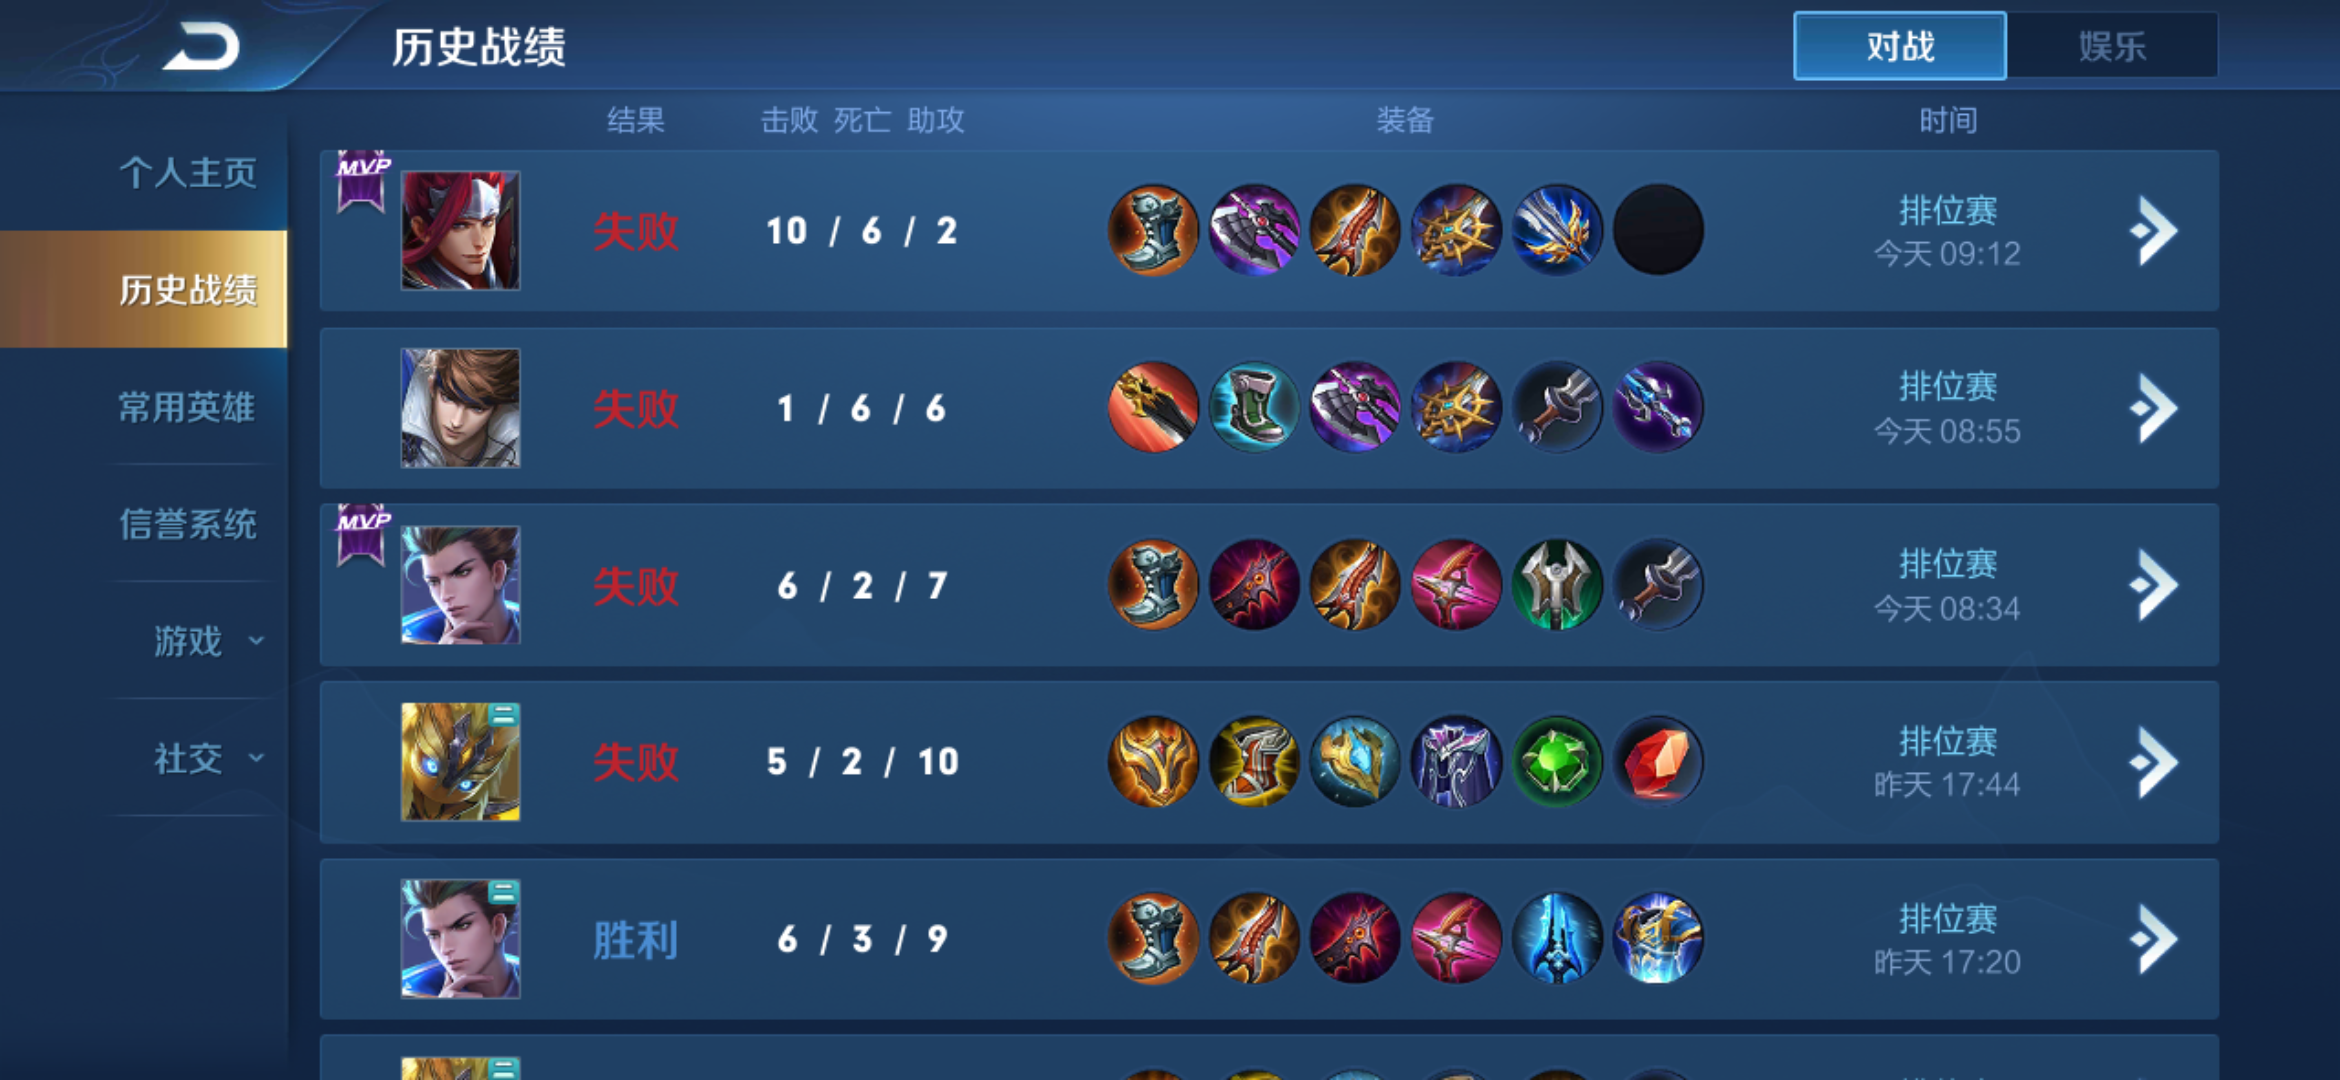 历史战绩
对战
娱乐
结果
击败 死亡 助攻
装备
时间
个人主页
历史战绩
常用英雄
信誉系统
游戏
社交
MVP
失败
10 / 6 / 2
排位赛
今天 09:12
失败
1 / 6 / 6
排位赛
今天 08:55
MVP
失败
6 / 2 / 7
排位赛
今天 08:34
二
失败
5 / 2 / 10
排位赛
昨天 17:44
二
胜利
6 / 3 / 9
排位赛
昨天 17:20
二